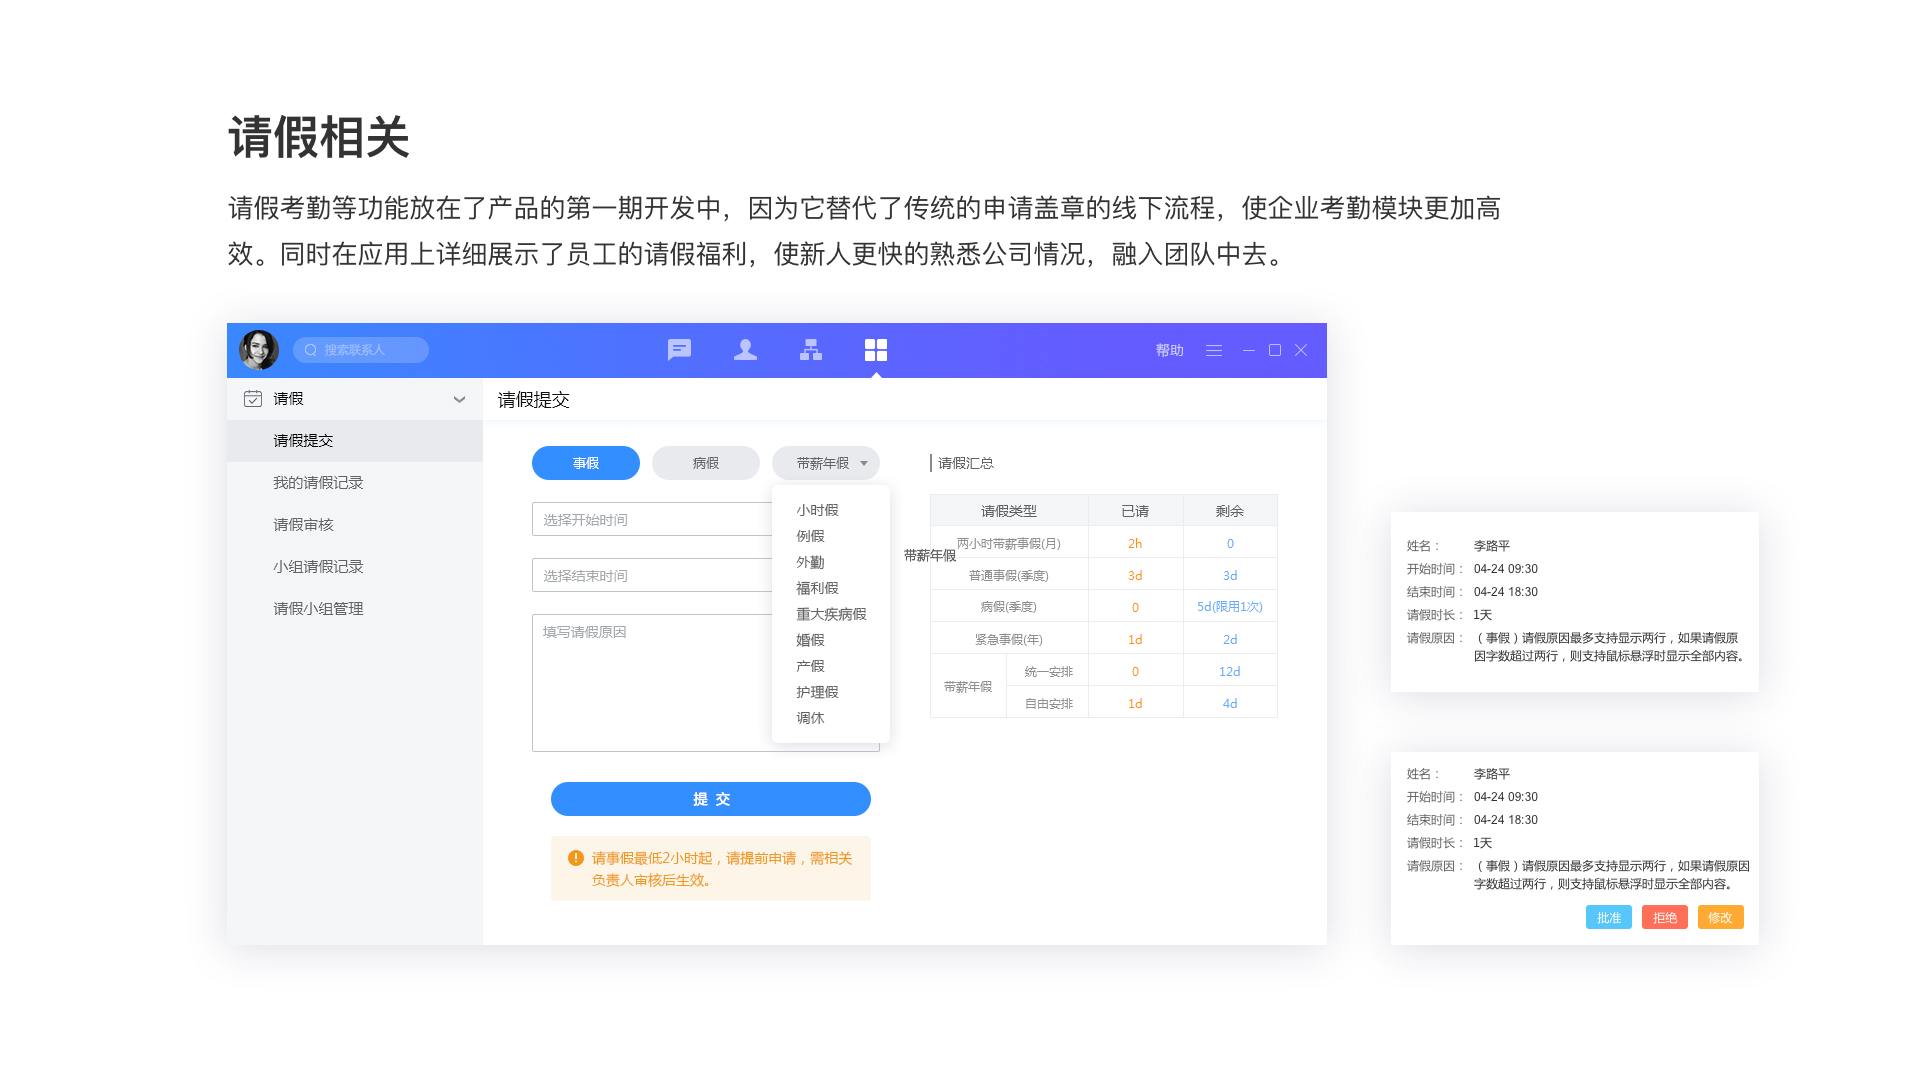 请假相关
请假考勤等功能放在了产品的第一期开发中，因为它替代了传统的申请盖章的线下流程，使企业考勤模块更加高
效。同时在应用上详细展示了员工的请假福利，使新人更快的熟悉公司情况，融入团队中去。
搜索联系人
帮助
请假
请假提交
我的请假记录
请假审核
小组请假记录
请假小组管理
请假提交
事假
病假
带薪年假
选择开始时间
选择结束时间
填写请假原因
小时假
例假
外勤
福利假
重大疾病假
婚假
产假
护理假
调休
提 交
请事假最低2小时起，请提前申请，需相关
负责人审核后生效。
请假汇总
请假类型 已请 剩余
两小时带薪事假(月) 2h 0
带薪年假
普通事假(季度) 3d 3d
病假(季度) 0 5d(限用1次)
紧急事假(年) 1d 2d
带薪年假
统一安排 0 12d
自由安排 1d 4d
姓名： 李路平
开始时间： 04-24 09:30
结束时间： 04-24 18:30
请假时长： 1天
请假原因： （事假）请假原因最多支持显示两行，如果请假原
因字数超过两行，则支持鼠标悬浮时显示全部内容。
姓名： 李路平
开始时间： 04-24 09:30
结束时间： 04-24 18:30
请假时长： 1天
请假原因： （事假）请假原因最多支持显示两行，如果请假原因
字数超过两行，则支持鼠标悬浮时显示全部内容。
批准 拒绝 修改